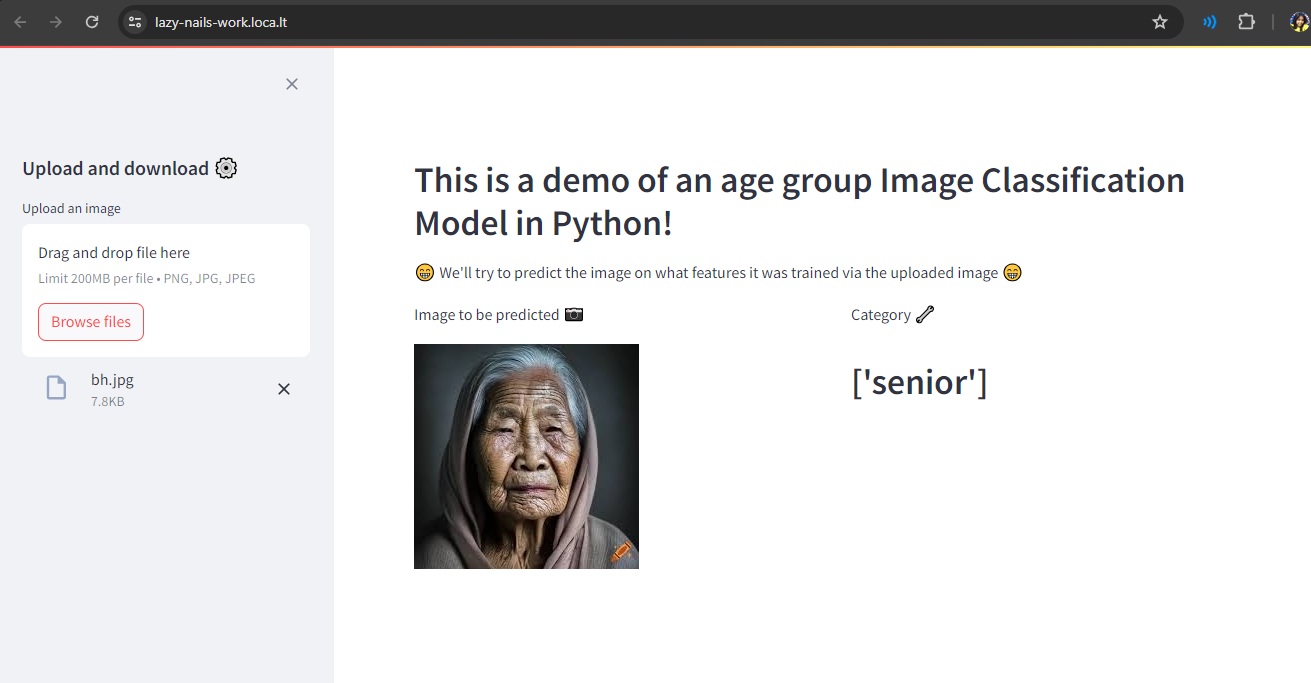 lazy-nails-work.loca.lt
Upload and download
Upload an image
Drag and drop file here
Limit 200MB per file • PNG, JPG, JPEG
Browse files
bh.jpg
7.8KB
This is a demo of an age group Image Classification
Model in Python!
😁 We'll try to predict the image on what features it was trained via the uploaded image 😁
Image to be predicted 📷
Category 🔧
['senior']